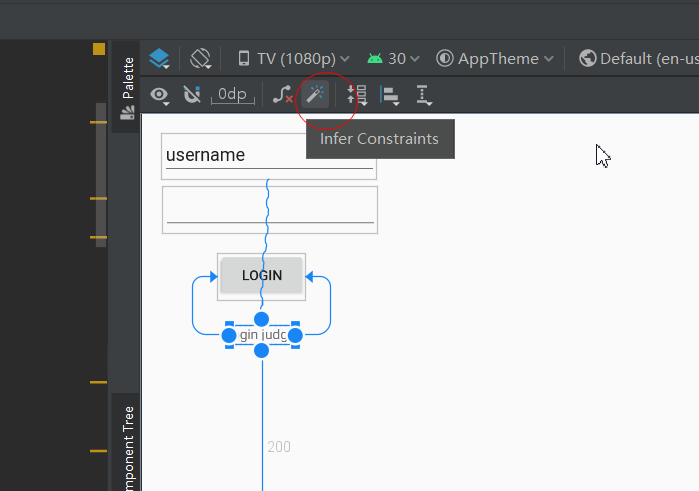 Palette
TV (1080p)
30
AppTheme
Default (en-us
0dp
Infer Constraints
username
LOGIN
gin judg
200
mponent Tree